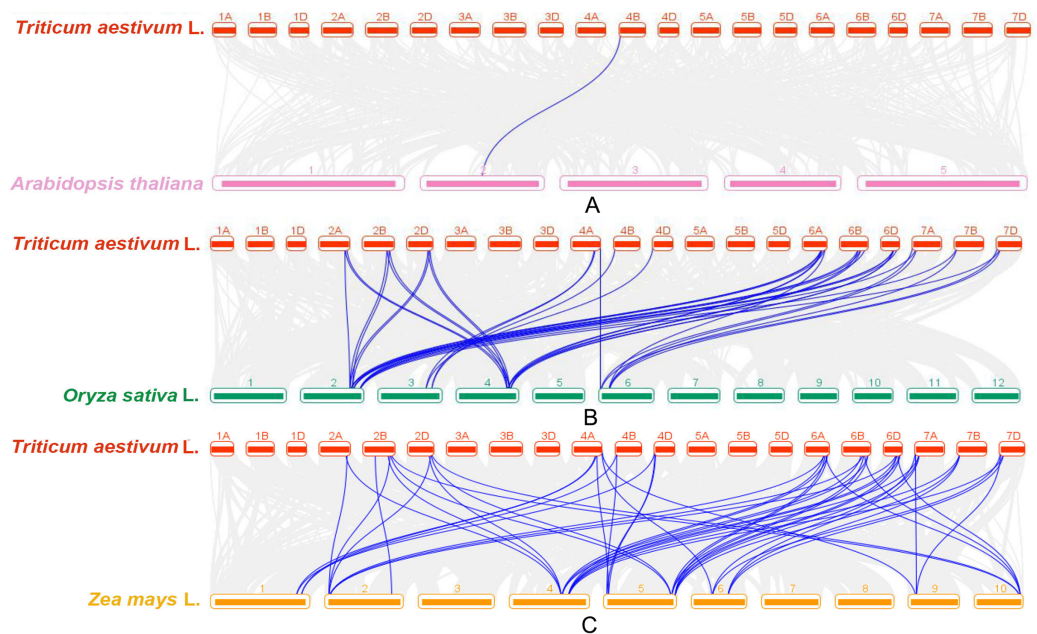 1A 1B 1D 2A 2B 2D 3A 3B 3D 4A 4B 4D 5A 5B 5D 6A 6B 6D 7A 7B 7D
Triticum aestivum L.
1 2 3 4 5
Arabidopsis thaliana
A
1A 1B 1D 2A 2B 2D 3A 3B 3D 4A 4B 4D 5A 5B 5D 6A 6B 6D 7A 7B 7D
Triticum aestivum L.
1 2 3 4 5 6 7 8 9 10 11 12
Oryza sativa L.
B
1A 1B 1D 2A 2B 2D 3A 3B 3D 4A 4B 4D 5A 5B 5D 6A 6B 6D 7A 7B 7D
Triticum aestivum L.
1 2 3 4 5 6 7 8 9 10
Zea mays L.
C